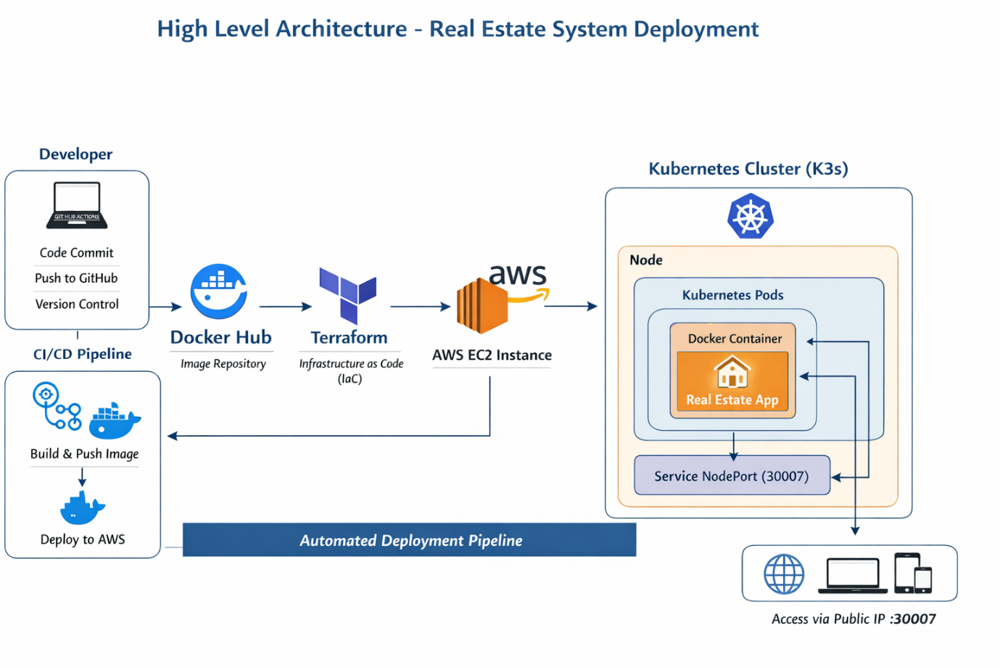 High Level Architecture - Real Estate System Deployment
Developer
GIT HUB ACTIONS
Code Commit
Push to GitHub
Version Control
CI/CD Pipeline
Build & Push Image
Deploy to AWS
Docker Hub
Image Repository
Terraform
Infrastructure as Code
(IaC)
aws
AWS EC2 Instance
Automated Deployment Pipeline
Kubernetes Cluster (K3s)
Node
Kubernetes Pods
Docker Container
Real Estate App
Service NodePort (30007)
Access via Public IP :30007